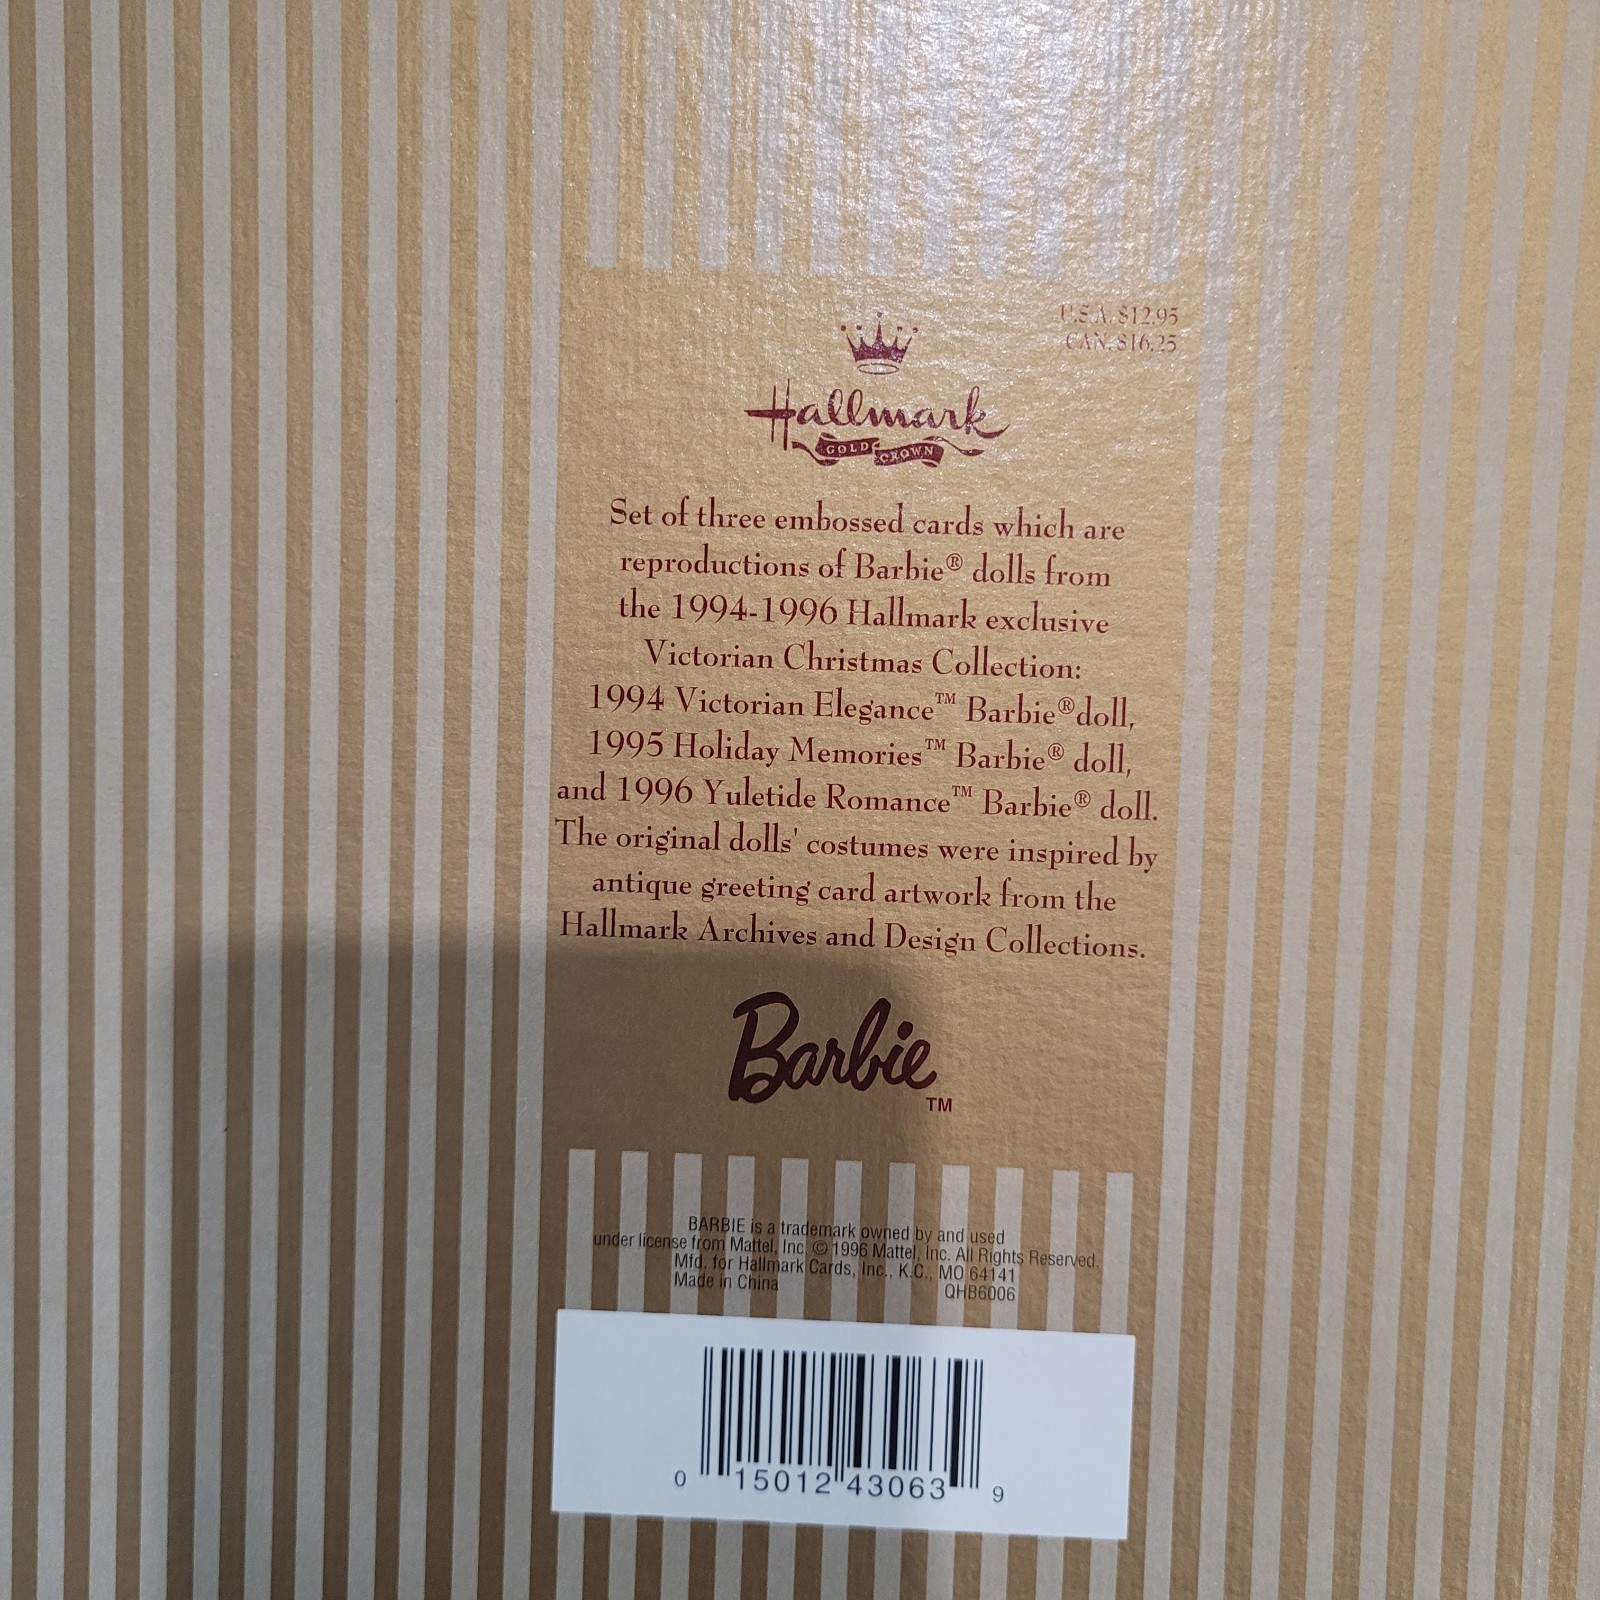 U.S.A. $12.95
CAN. $16.25
Hallmark
GOLD CROWN
Set of three embossed cards which are
reproductions of Barbie® dolls from
the 1994-1996 Hallmark exclusive
Victorian Christmas Collection:
1994 Victorian Elegance™ Barbie® doll,
1995 Holiday Memories™ Barbie® doll,
and 1996 Yuletide Romance™ Barbie® doll.
The original dolls' costumes were inspired by
antique greeting card artwork from the
Hallmark Archives and Design Collections.
Barbie™
BARBIE is a trademark owned by and used
under license from Mattel, Inc. © 1996 Mattel, Inc. All Rights Reserved.
Mfd. for Hallmark Cards, Inc., K.C., MO 64141
Made in China QHB6006
0 15012 43063 9